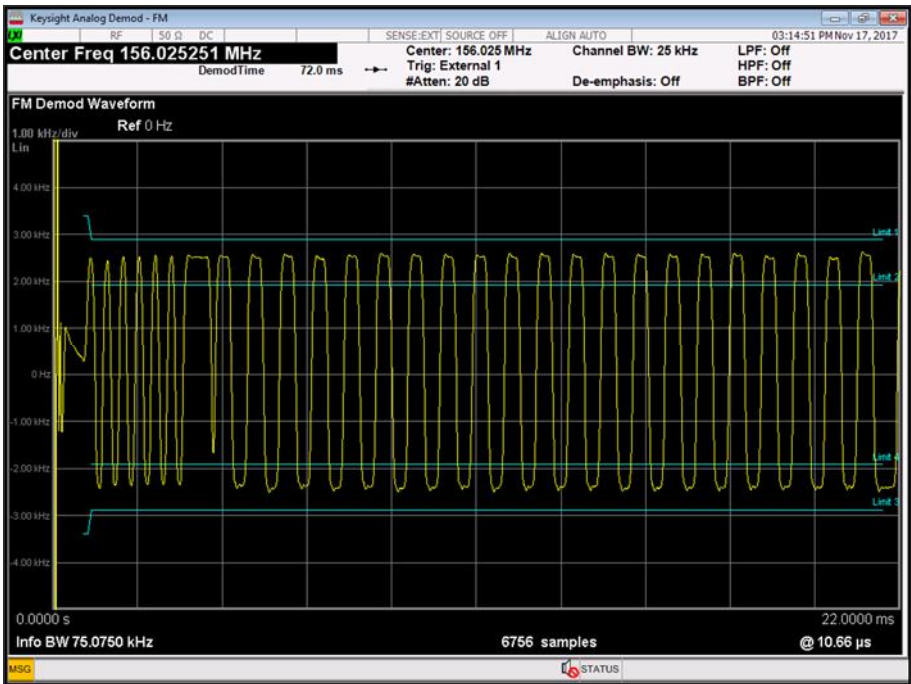 Keysight Analog Demod - FM
LXI RF 50 Ω DC SENSE:EXT SOURCE OFF ALIGN AUTO 03:14:51 PM Nov 17, 2017
Center Freq 156.025251 MHz Center: 156.025 MHz Channel BW: 25 kHz LPF: Off
DemodTime 72.0 ms Trig: External 1 HPF: Off
#Atten: 20 dB De-emphasis: Off BPF: Off
FM Demod Waveform
1.00 kHz/div Ref 0 Hz
Lin
4.00 kHz
3.00 kHz
Limit 1
2.00 kHz
Limit 2
1.00 kHz
0 Hz
-1.00 kHz
-2.00 kHz
Limit 4
-3.00 kHz
Limit 3
-4.00 kHz
0.0000 s 22.0000 ms
Info BW 75.0750 kHz 6756 samples @ 10.66 µs
MSG STATUS